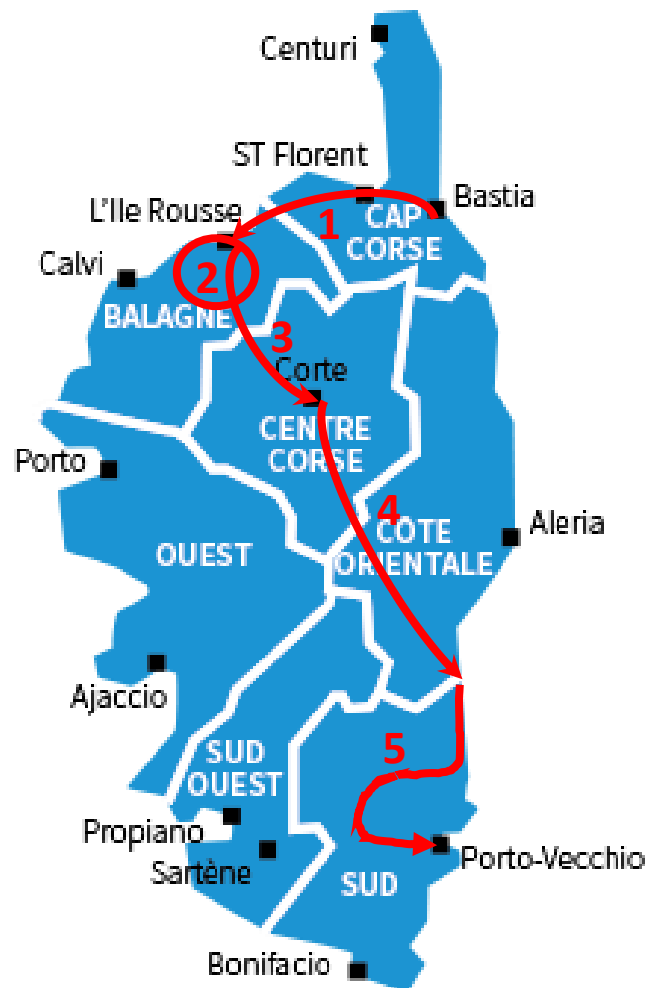 Centuri
ST Florent
Bastia
L'Ile Rousse
1
CAP
CORSE
Calvi
2
BALAGNE
3
Corte
CENTRE
CORSE
Porto
4
Aleria
CÔTE
ORIENTALE
OUEST
Ajaccio
5
SUD
OUEST
Propiano
Porto-Vecchio
Sartène
SUD
Bonifacio